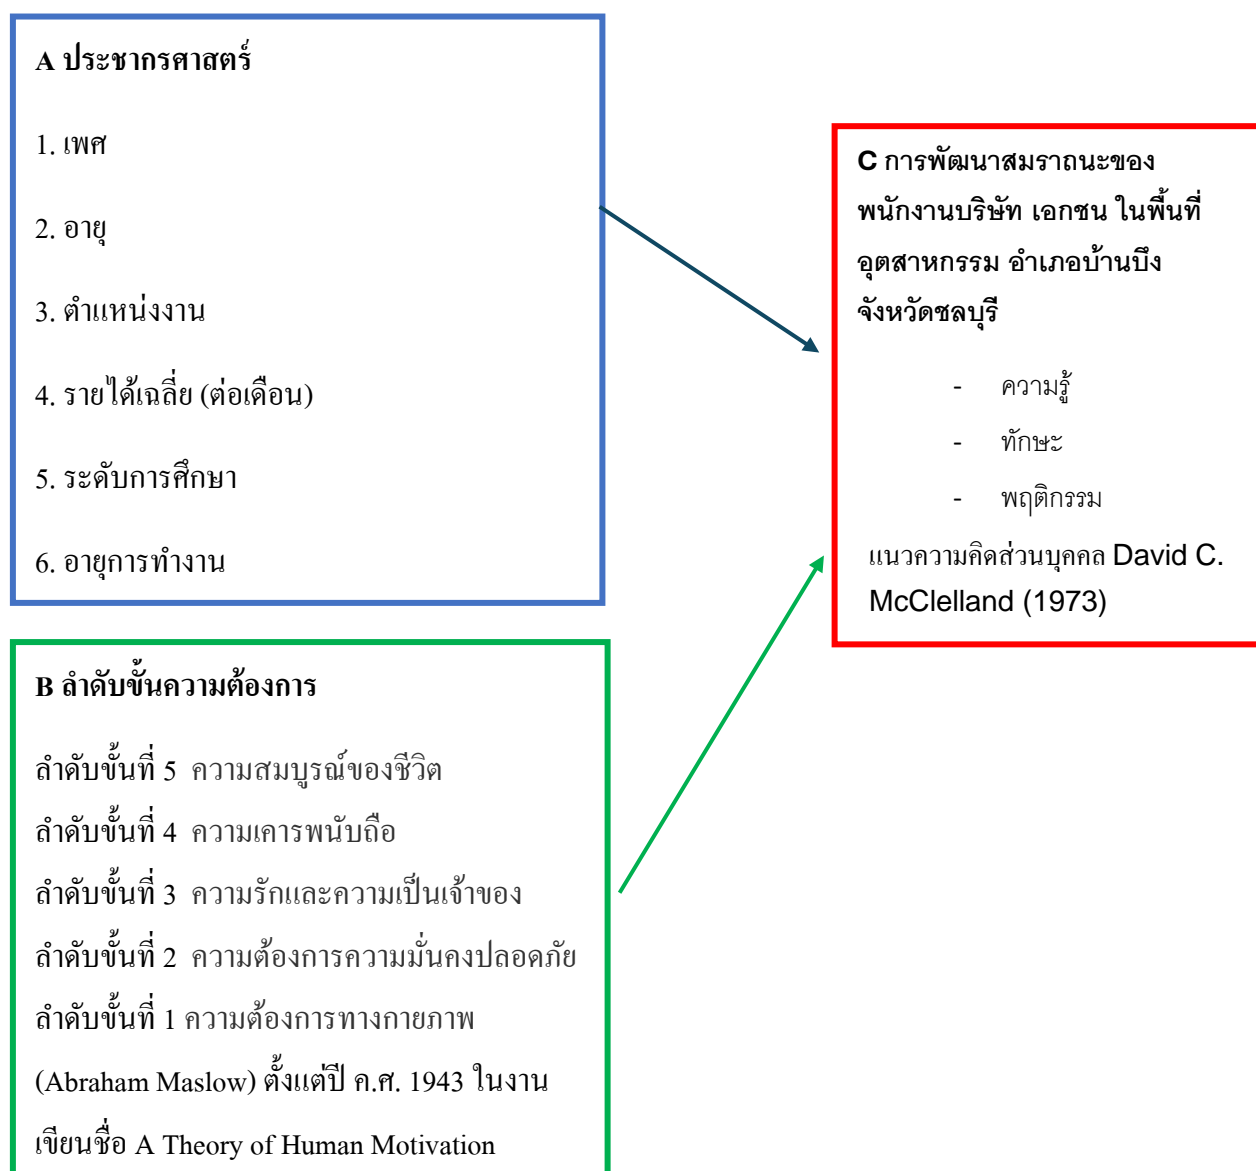 A ประชากรศาสตร์
1. เพศ
2. อายุ
3. ตำแหน่งงาน
4. รายได้เฉลี่ย (ต่อเดือน)
5. ระดับการศึกษา
6. อายุการทำงาน
B ลำดับขั้นความต้องการ
ลำดับขั้นที่ 5 ความสมบูรณ์ของชีวิต
ลำดับขั้นที่ 4 ความเคารพนับถือ
ลำดับขั้นที่ 3 ความรักและความเป็นเจ้าของ
ลำดับขั้นที่ 2 ความต้องการความมั่นคงปลอดภัย
ลำดับขั้นที่ 1 ความต้องการทางกายภาพ
(Abraham Maslow) ตั้งแต่ปี ค.ศ. 1943 ในงาน
เขียนชื่อ A Theory of Human Motivation
C การพัฒนาสมราถนะของ
พนักงานบริษัท เอกชน ในพื้นที่
อุตสาหกรรม อำเภอบ้านบึง
จังหวัดชลบุรี
- ความรู้
- ทักษะ
- พฤติกรรม
แนวความคิดส่วนบุคคล David C.
McClelland (1973)